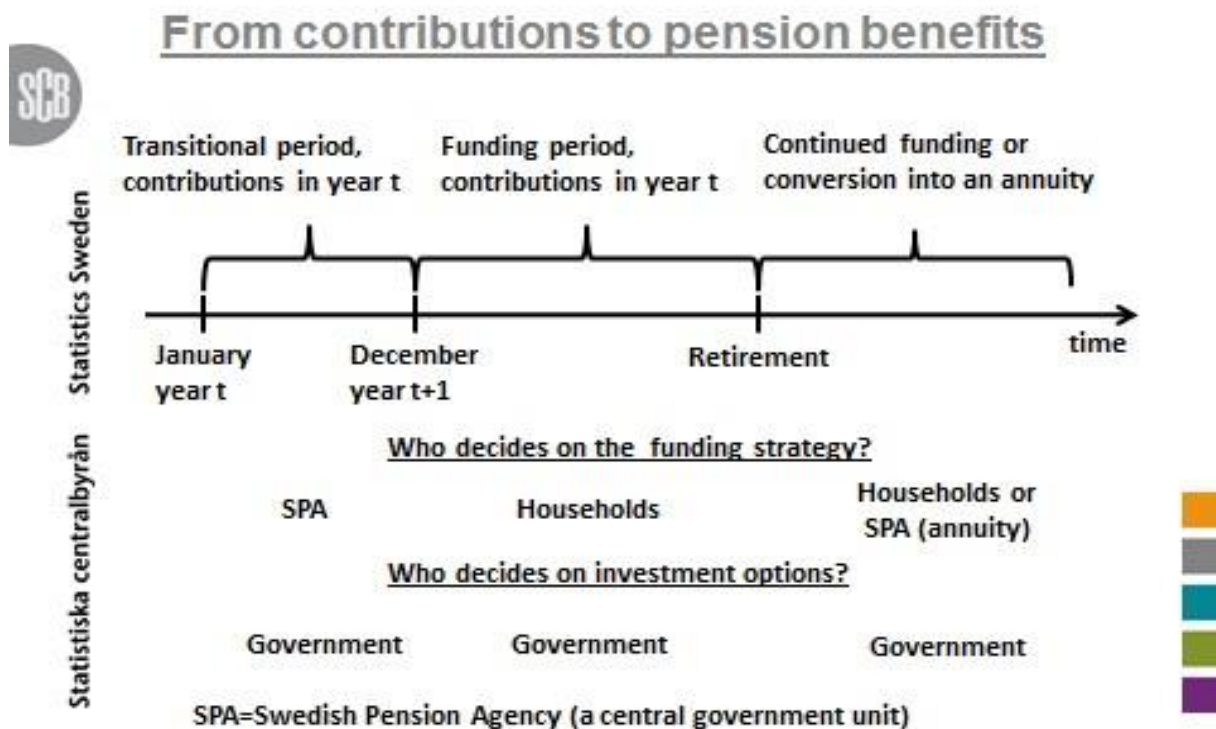 From contributions to pension benefits
SCB
Statistics Sweden
Statistiska centralbyrån
Transitional period,
contributions in year t
Funding period,
contributions in year t
Continued funding or
conversion into an annuity
January
year t
December
year t+1
Retirement
time
Who decides on the funding strategy?
SPA
Households
Households or
SPA (annuity)
Who decides on investment options?
Government
Government
Government
SPA=Swedish Pension Agency (a central government unit)